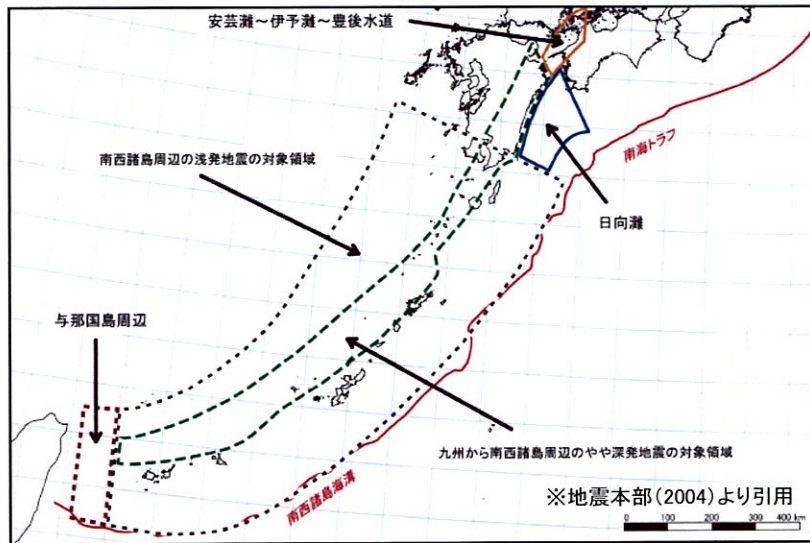 安芸灘～伊予灘～豊後水道
南海トラフ
南西諸島周辺の浅発地震の対象領域
日向灘
与那国島周辺
九州から南西諸島周辺のやや深発地震の対象領域
南西諸島海溝
※地震本部(2004)より引用
0 100 200 300 400 km